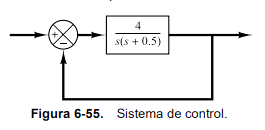 +
−
4
s(s + 0.5)
Figura 6-55. Sistema de control.